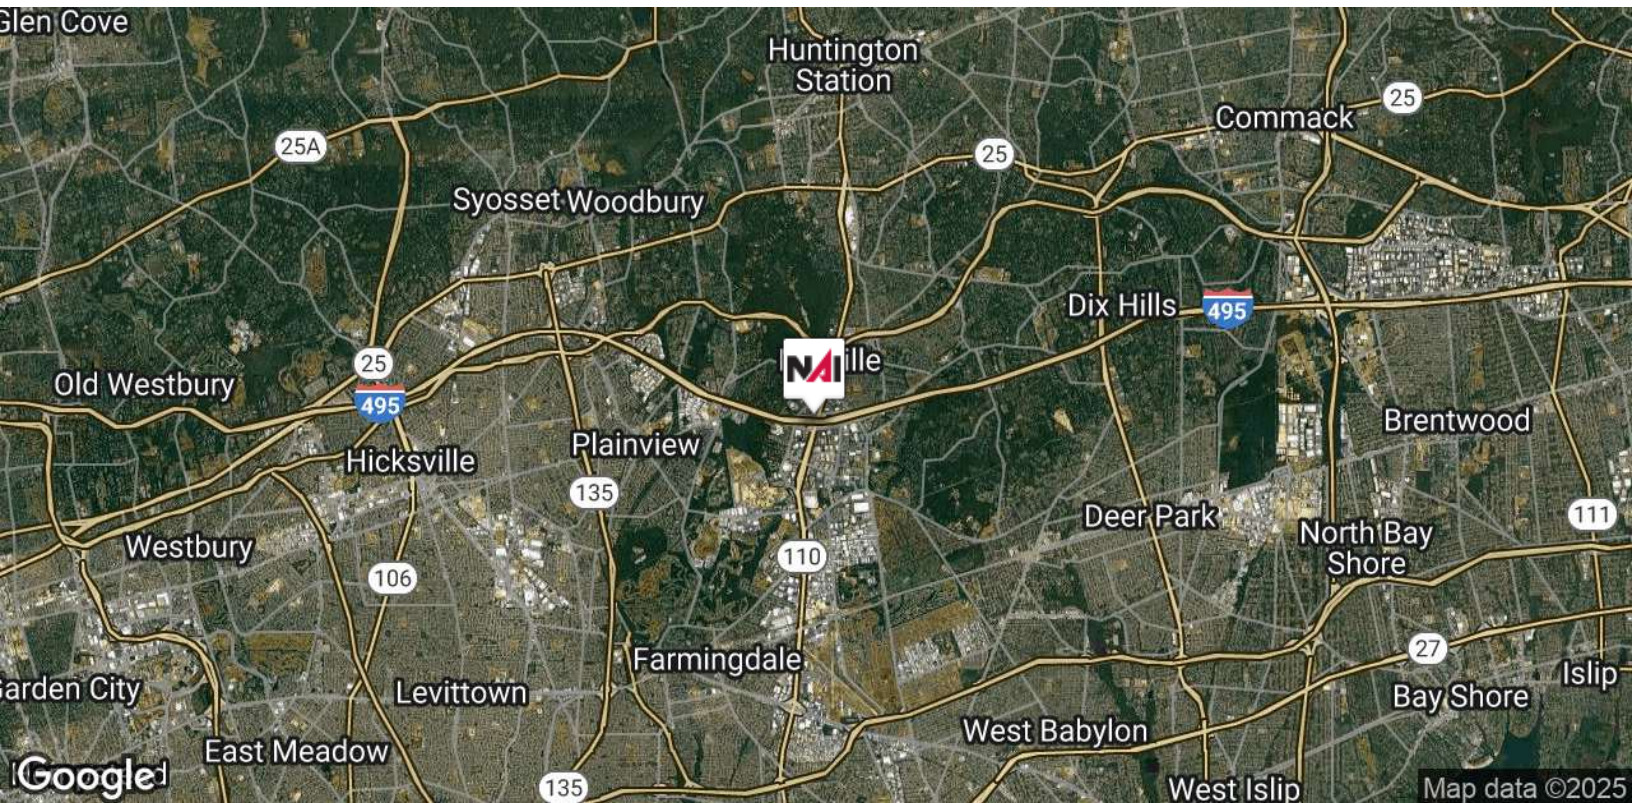 Glen Cove
Huntington
Station
25
Commack
25A
25
Syosset
Woodbury
Dix Hills
495
25
NAI
ille
Old Westbury
495
Brentwood
Plainview
Hicksville
135
Deer Park
111
North Bay
Shore
Westbury
110
106
27
Farmingdale
Islip
Garden City
Levittown
Bay Shore
West Babylon
East Meadow
Google
135
West Islip
Map data ©2025